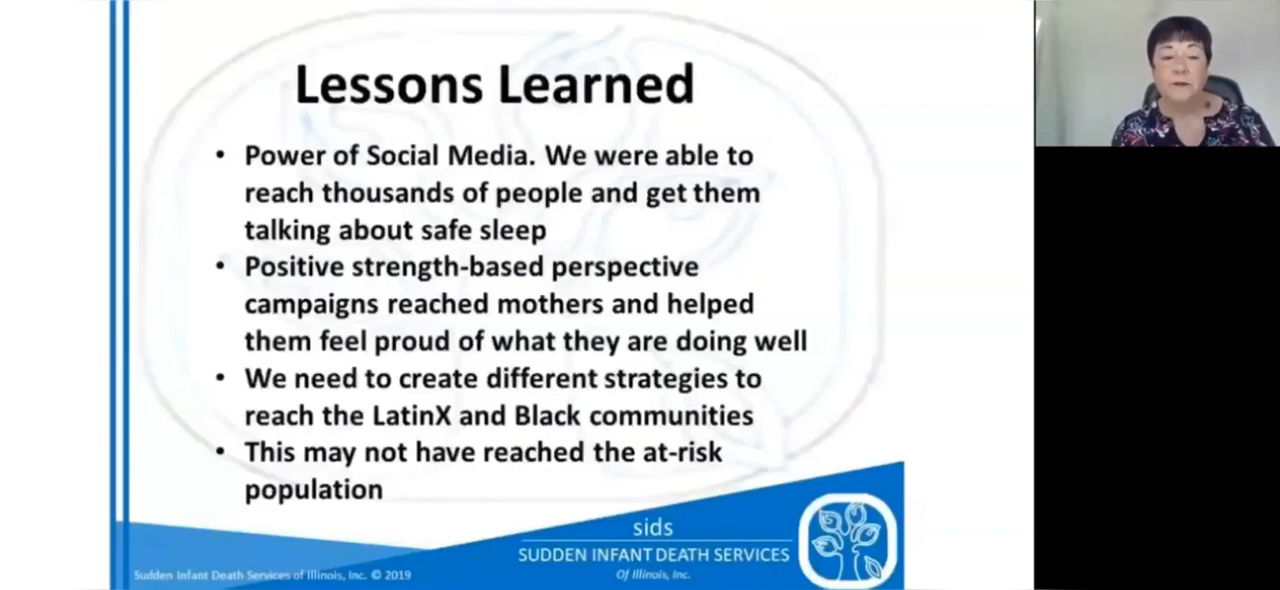 Lessons Learned
• Power of Social Media. We were able to
reach thousands of people and get them
talking about safe sleep
• Positive strength-based perspective
campaigns reached mothers and helped
them feel proud of what they are doing well
• We need to create different strategies to
reach the LatinX and Black communities
• This may not have reached the at-risk
population
sids
SUDDEN INFANT DEATH SERVICES
Of Illinois, Inc.
Sudden Infant Death Services of Illinois, Inc. © 2019